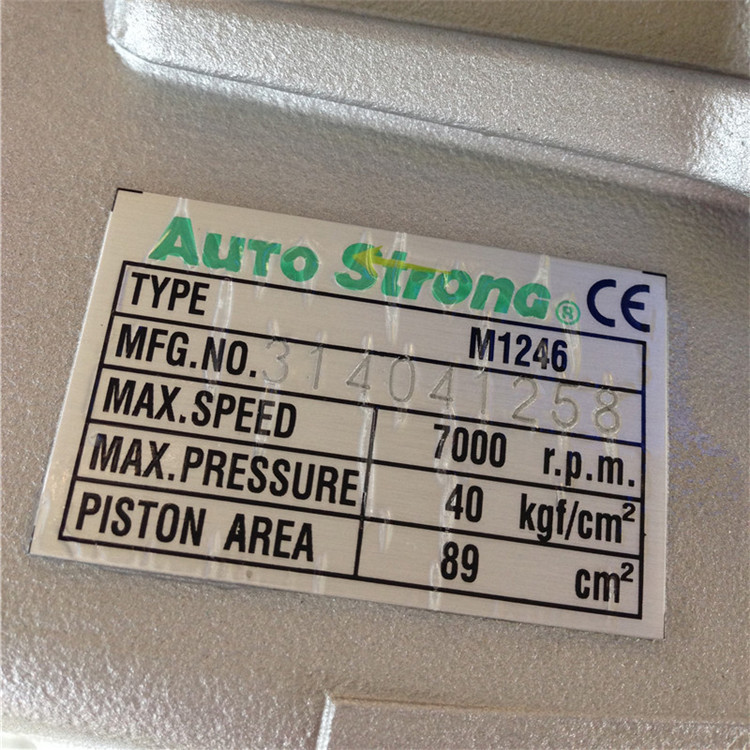 AUTO Strong® CE
TYPE M1246
MFG.NO. 314041258
MAX.SPEED 7000 r.p.m.
MAX.PRESSURE 40 kgf/cm²
PISTON AREA 89 cm²